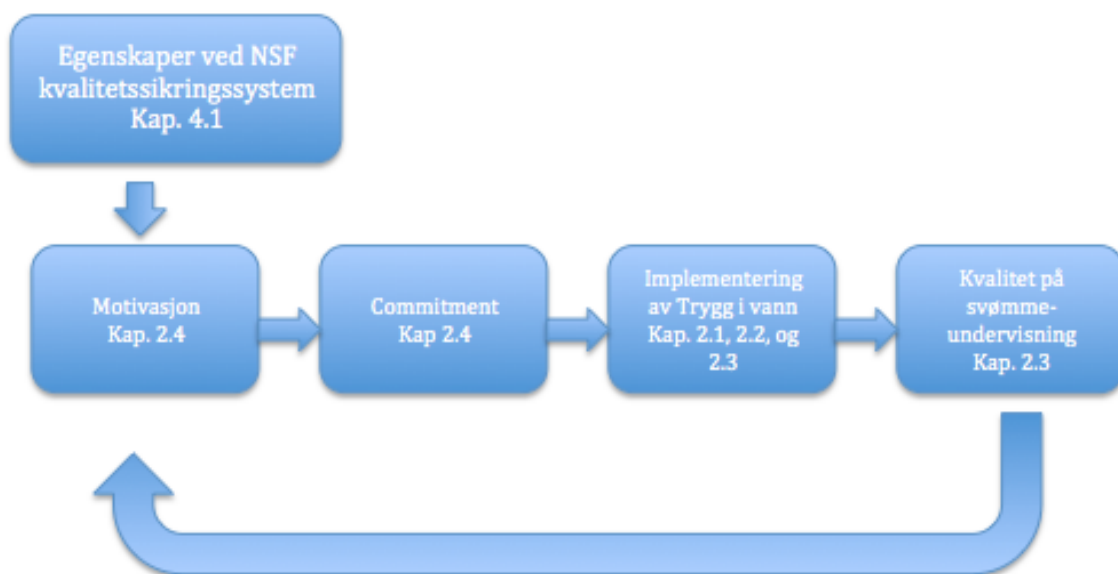 Egenskaper ved NSF
kvalitetssikringssystem
Kap. 4.1
Motivasjon
Kap. 2.4
Commitment
Kap 2.4
Implementering
av Trygg i vann
Kap. 2.1, 2.2, og
2.3
Kvalitet på
svømme-
undervisning
Kap. 2.3